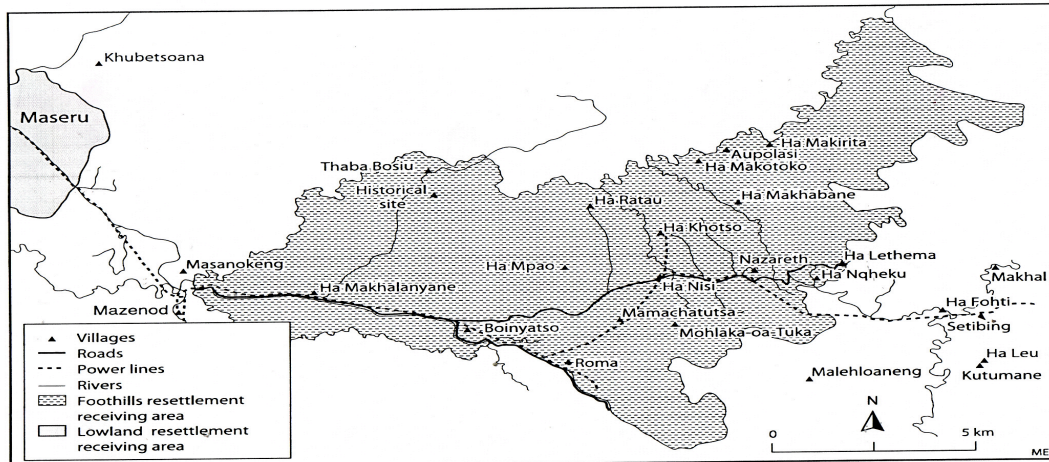 Khubetsoana
Maseru
Thaba Bosiu
Historical
site
Ha Makirita
Aupolasi
Ha Makotoko
Ha Ratau
Ha Makhabane
Ha Khotso
Masanokeng
Ha Mpao
Nazareth
Ha Lethema
Ha Nqheku
Makhal
Ha Makhalanyane
Ha Nisi
Mazenod
Mamachatutsa
Ha Fohti
Boinyatso
Mohlaka-oa-Tuka
Setibing
Roma
Ha Leu
Kutumane
Malehloaneng
Villages
Roads
Power lines
Rivers
Foothills resettlement
receiving area
Lowland resettlement
receiving area
N
0 5 km
ME